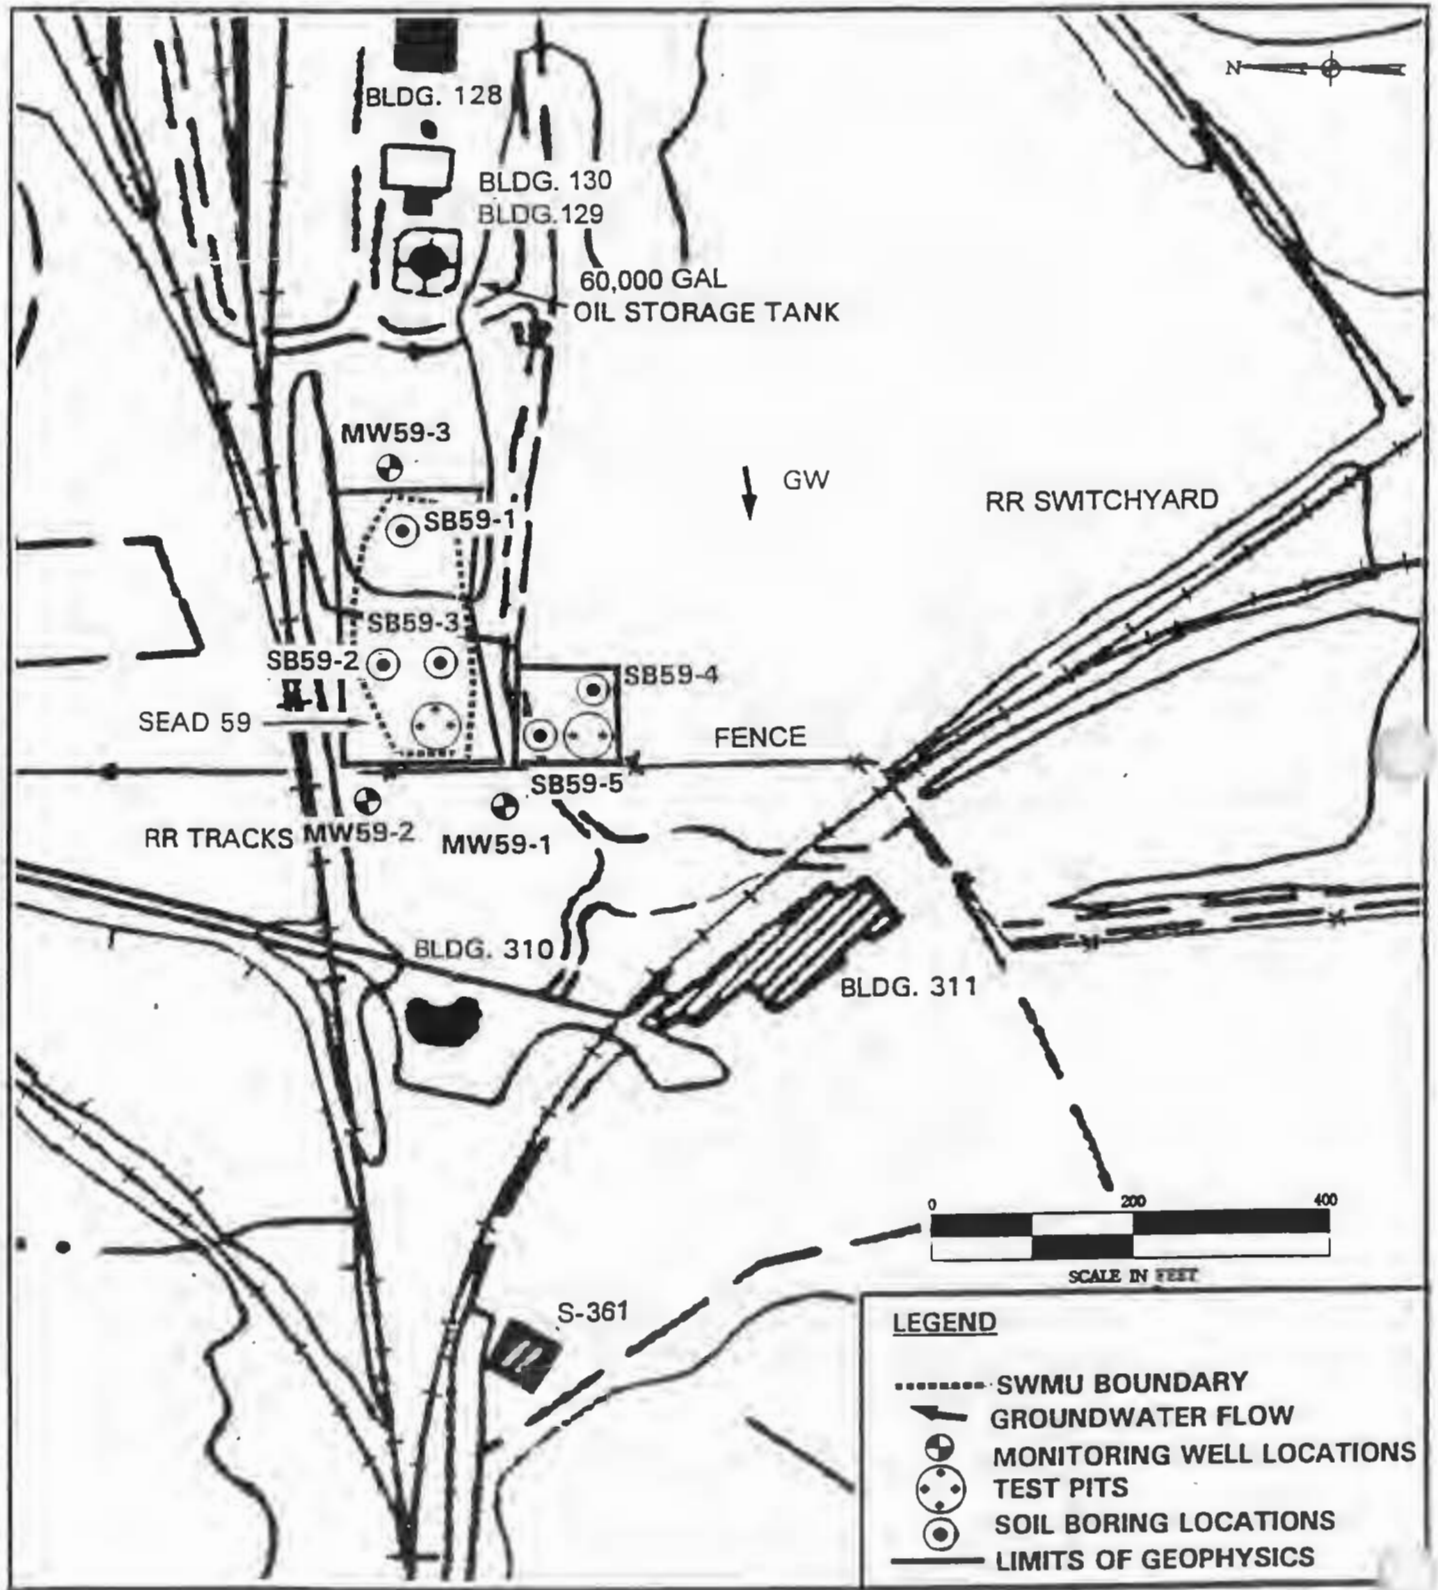 N
BLDG. 128
BLDG. 130
BLDG.129
60,000 GAL
OIL STORAGE TANK
MW59-3
GW
RR SWITCHYARD
SB59-1
SB59-3
SB59-2
SB59-4
SEAD 59
FENCE
SB59-5
RR TRACKS
MW59-2
MW59-1
BLDG. 310
BLDG. 311
0
200
400
SCALE IN FEET
S-361
LEGEND
SWMU BOUNDARY
GROUNDWATER FLOW
MONITORING WELL LOCATIONS
TEST PITS
SOIL BORING LOCATIONS
LIMITS OF GEOPHYSICS